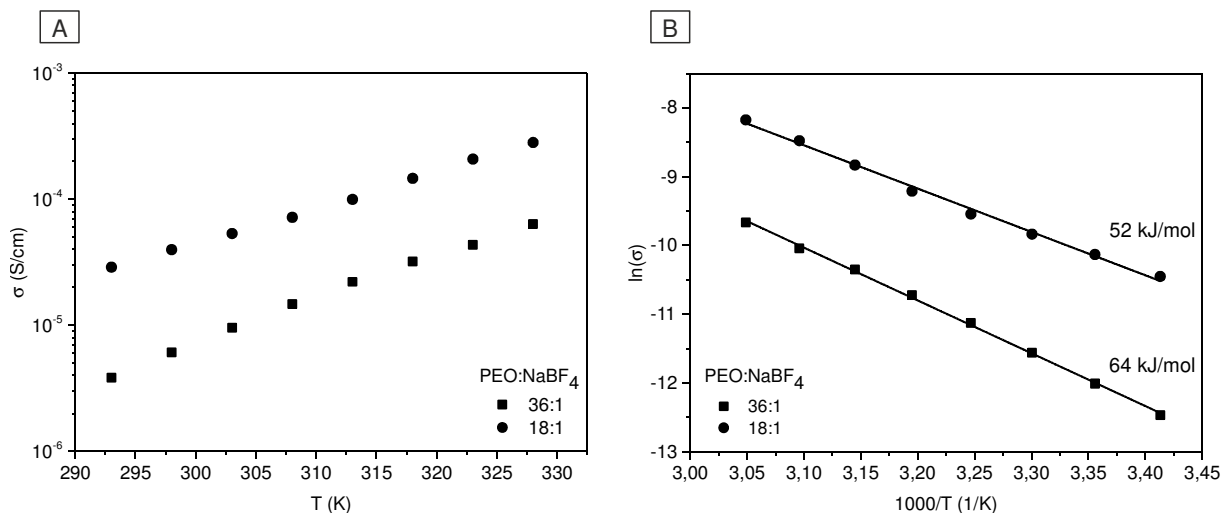 A
10⁻³
10⁻⁴
10⁻⁵
10⁻⁶
σ (S/cm)
290 295 300 305 310 315 320 325 330
T (K)
PEO:NaBF₄
36:1
18:1
B
-8
-9
-10
-11
-12
-13
ln(σ)
3,00 3,05 3,10 3,15 3,20 3,25 3,30 3,35 3,40 3,45
1000/T (1/K)
52 kJ/mol
64 kJ/mol
PEO:NaBF₄
36:1
18:1